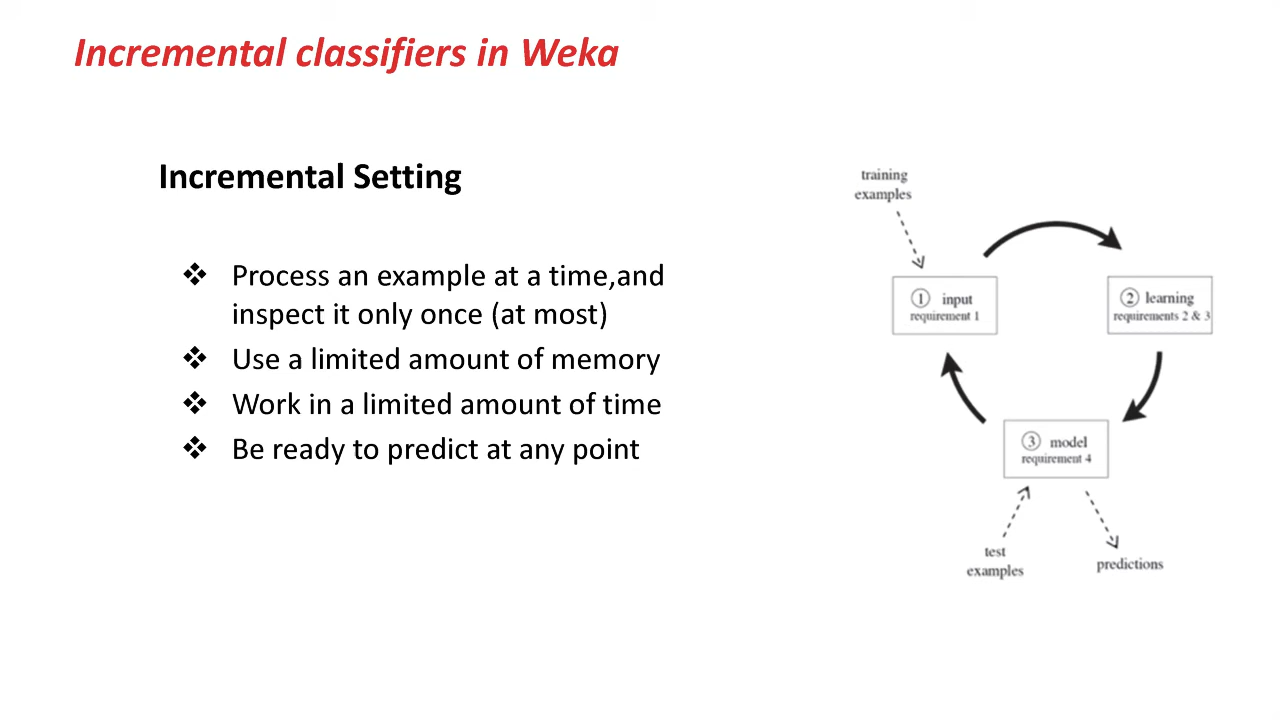 Incremental classifiers in Weka
Incremental Setting
❖ Process an example at a time,and
inspect it only once (at most)
❖ Use a limited amount of memory
❖ Work in a limited amount of time
❖ Be ready to predict at any point
training
examples
① input
requirement 1
② learning
requirements 2 & 3
③ model
requirement 4
test
examples
predictions